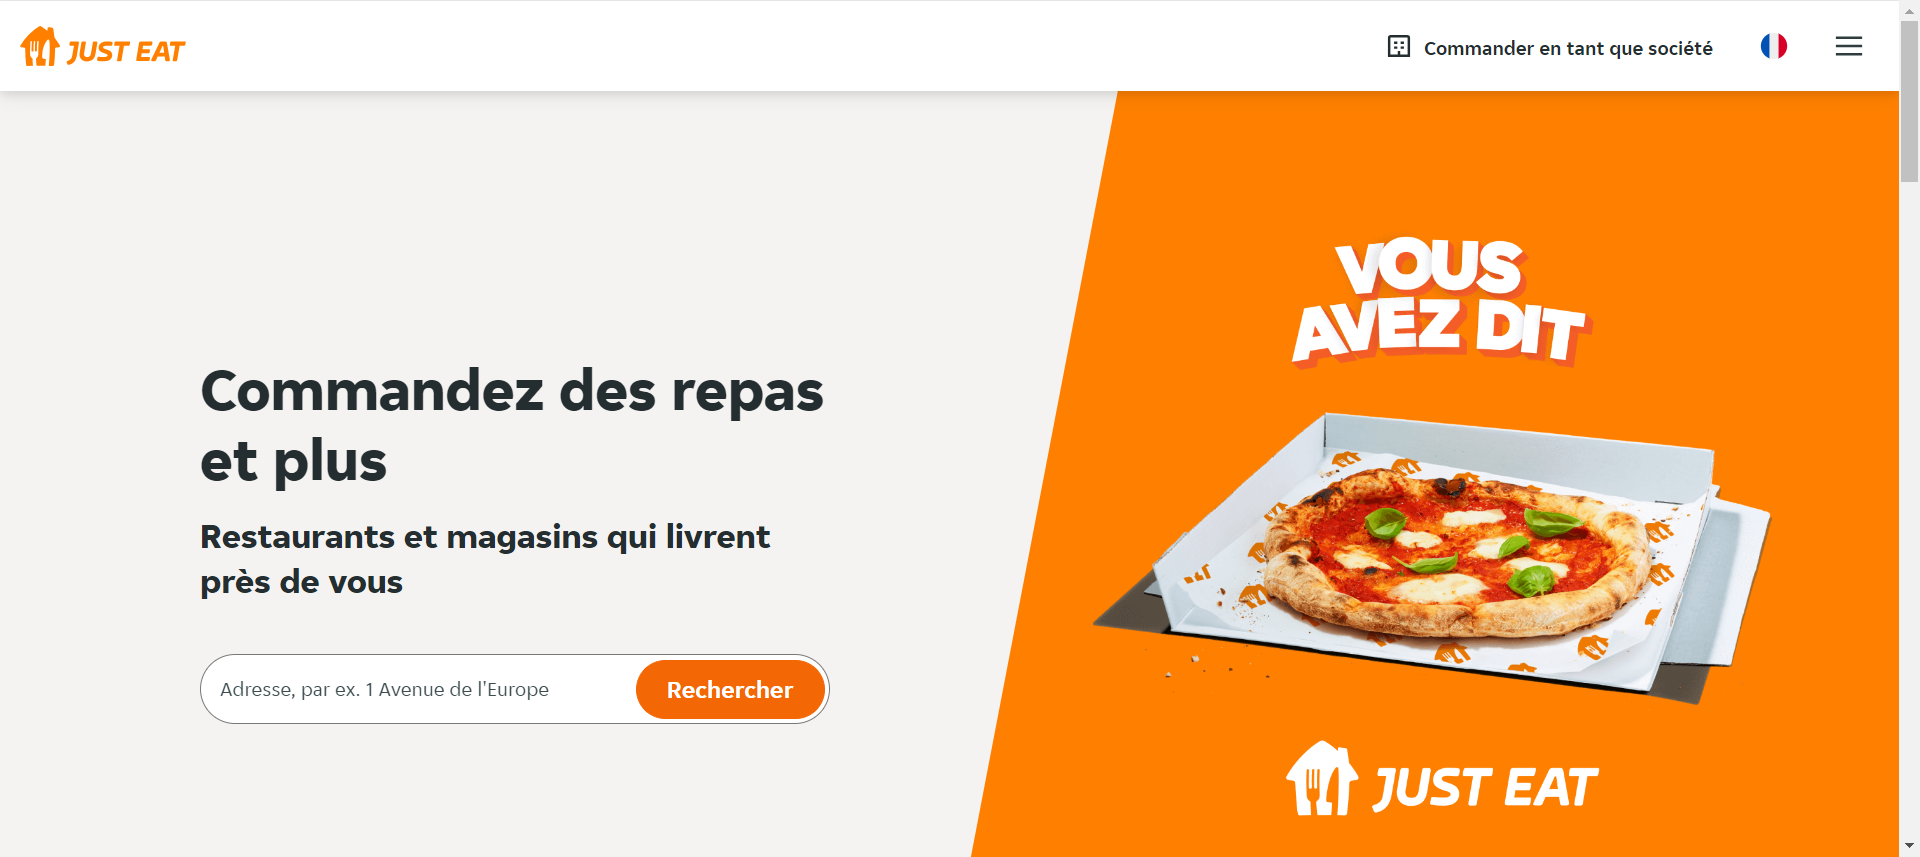 JUST EAT
Commander en tant que société
Commandez des repas
et plus
Restaurants et magasins qui livrent
près de vous
Adresse, par ex. 1 Avenue de l'Europe
Rechercher
VOUS
AVEZ DIT
JUST EAT